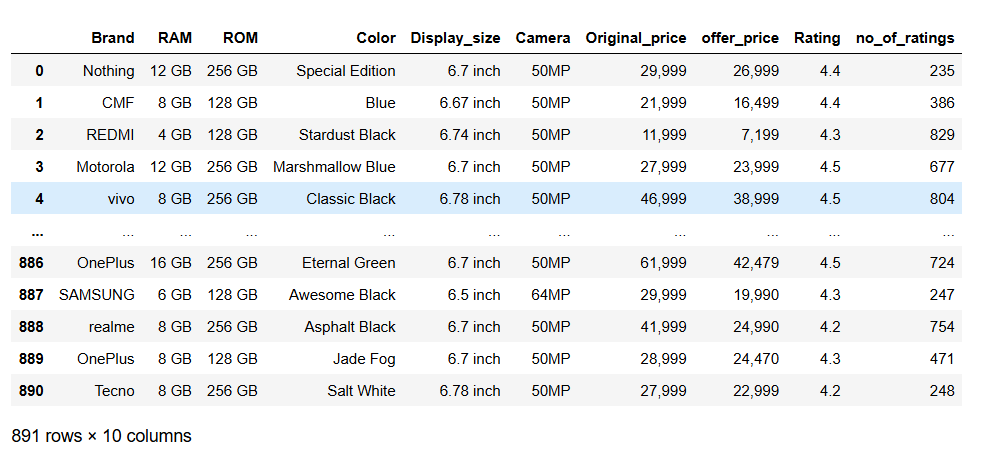 Brand RAM ROM Color Display_size Camera Original_price offer_price Rating no_of_ratings
0 Nothing 12 GB 256 GB Special Edition 6.7 inch 50MP 29,999 26,999 4.4 235
1 CMF 8 GB 128 GB Blue 6.67 inch 50MP 21,999 16,499 4.4 386
2 REDMI 4 GB 128 GB Stardust Black 6.74 inch 50MP 11,999 7,199 4.3 829
3 Motorola 12 GB 256 GB Marshmallow Blue 6.7 inch 50MP 27,999 23,999 4.5 677
4 vivo 8 GB 256 GB Classic Black 6.78 inch 50MP 46,999 38,999 4.5 804
... ... ... ... ... ... ... ... ... ... ...
886 OnePlus 16 GB 256 GB Eternal Green 6.7 inch 50MP 61,999 42,479 4.5 724
887 SAMSUNG 6 GB 128 GB Awesome Black 6.5 inch 64MP 29,999 19,990 4.3 247
888 realme 8 GB 256 GB Asphalt Black 6.7 inch 50MP 41,999 24,990 4.2 754
889 OnePlus 8 GB 128 GB Jade Fog 6.7 inch 50MP 28,999 24,470 4.3 471
890 Tecno 8 GB 256 GB Salt White 6.78 inch 50MP 27,999 22,999 4.2 248
891 rows × 10 columns